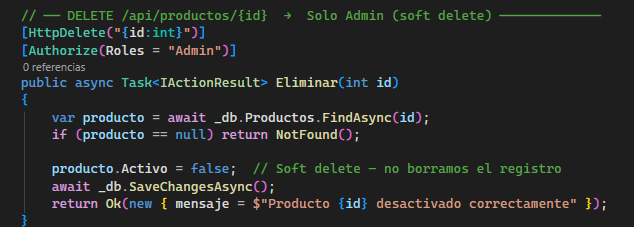 // —— DELETE /api/productos/{id}  →  Solo Admin (soft delete) ——————————————
[HttpDelete("{id:int}")]
[Authorize(Roles = "Admin")]
0 referencias
public async Task<IActionResult> Eliminar(int id)
{
    var producto = await _db.Productos.FindAsync(id);
    if (producto == null) return NotFound();

    producto.Activo = false;  // Soft delete — no borramos el registro
    await _db.SaveChangesAsync();
    return Ok(new { mensaje = $"Producto {id} desactivado correctamente" });
}